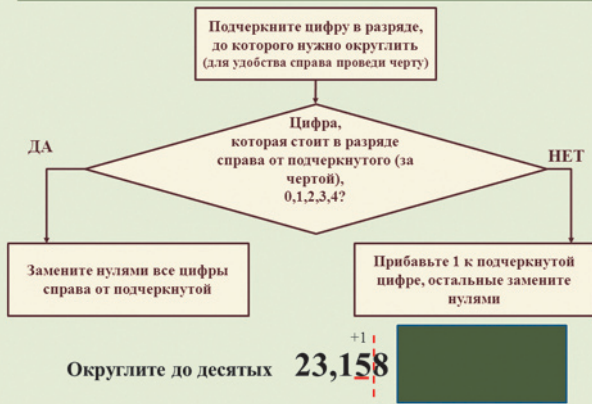 Подчеркните цифру в разряде,
до которого нужно округлить
(для удобства справа проведи черту)
Цифра,
которая стоит в разряде
справа от подчеркнутого (за
чертой),
0,1,2,3,4?
ДА
НЕТ
Замените нулями все цифры
справа от подчеркнутой
Прибавьте 1 к подчеркнутой
цифре, остальные замените
нулями
+1
Округлите до десятых 23,158